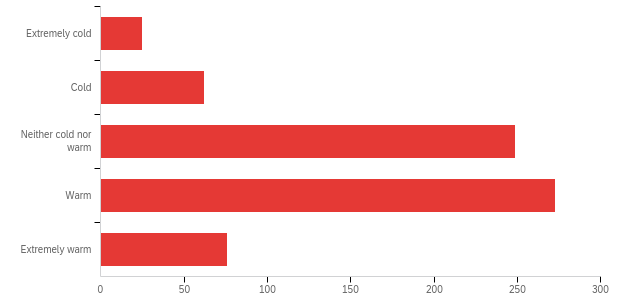 Extremely cold
Cold
Neither cold nor
warm
Warm
Extremely warm
0 50 100 150 200 250 300